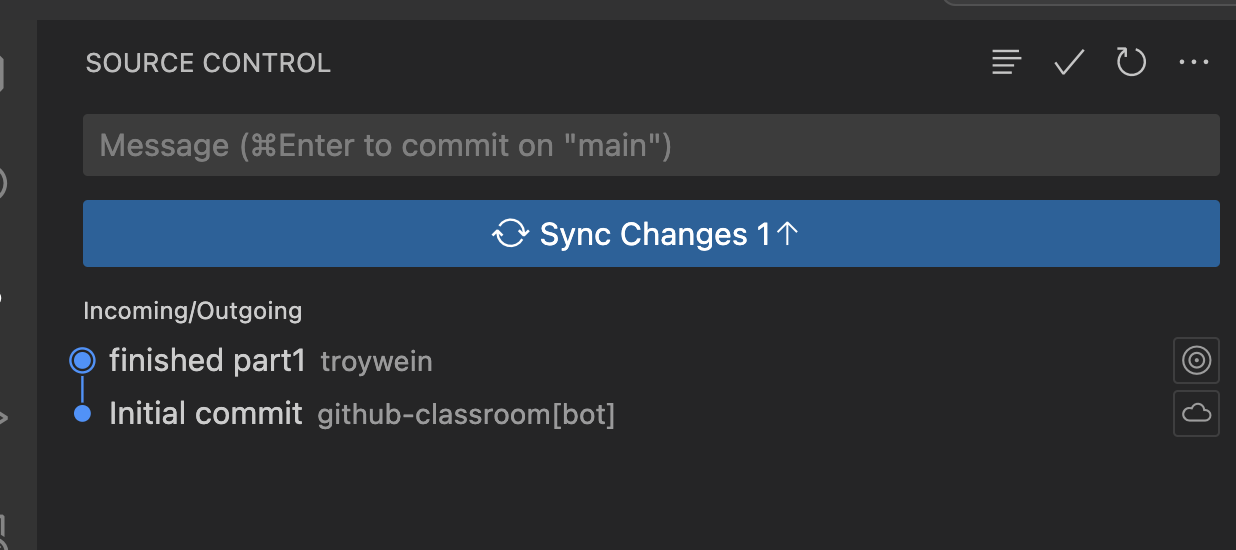 SOURCE CONTROL
Message (⌘Enter to commit on "main")
Sync Changes 1↑
Incoming/Outgoing
finished part1 troywein
Initial commit github-classroom[bot]